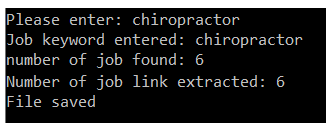 Please enter: chiropractor
Job keyword entered: chiropractor
number of job found: 6
Number of job link extracted: 6
File saved